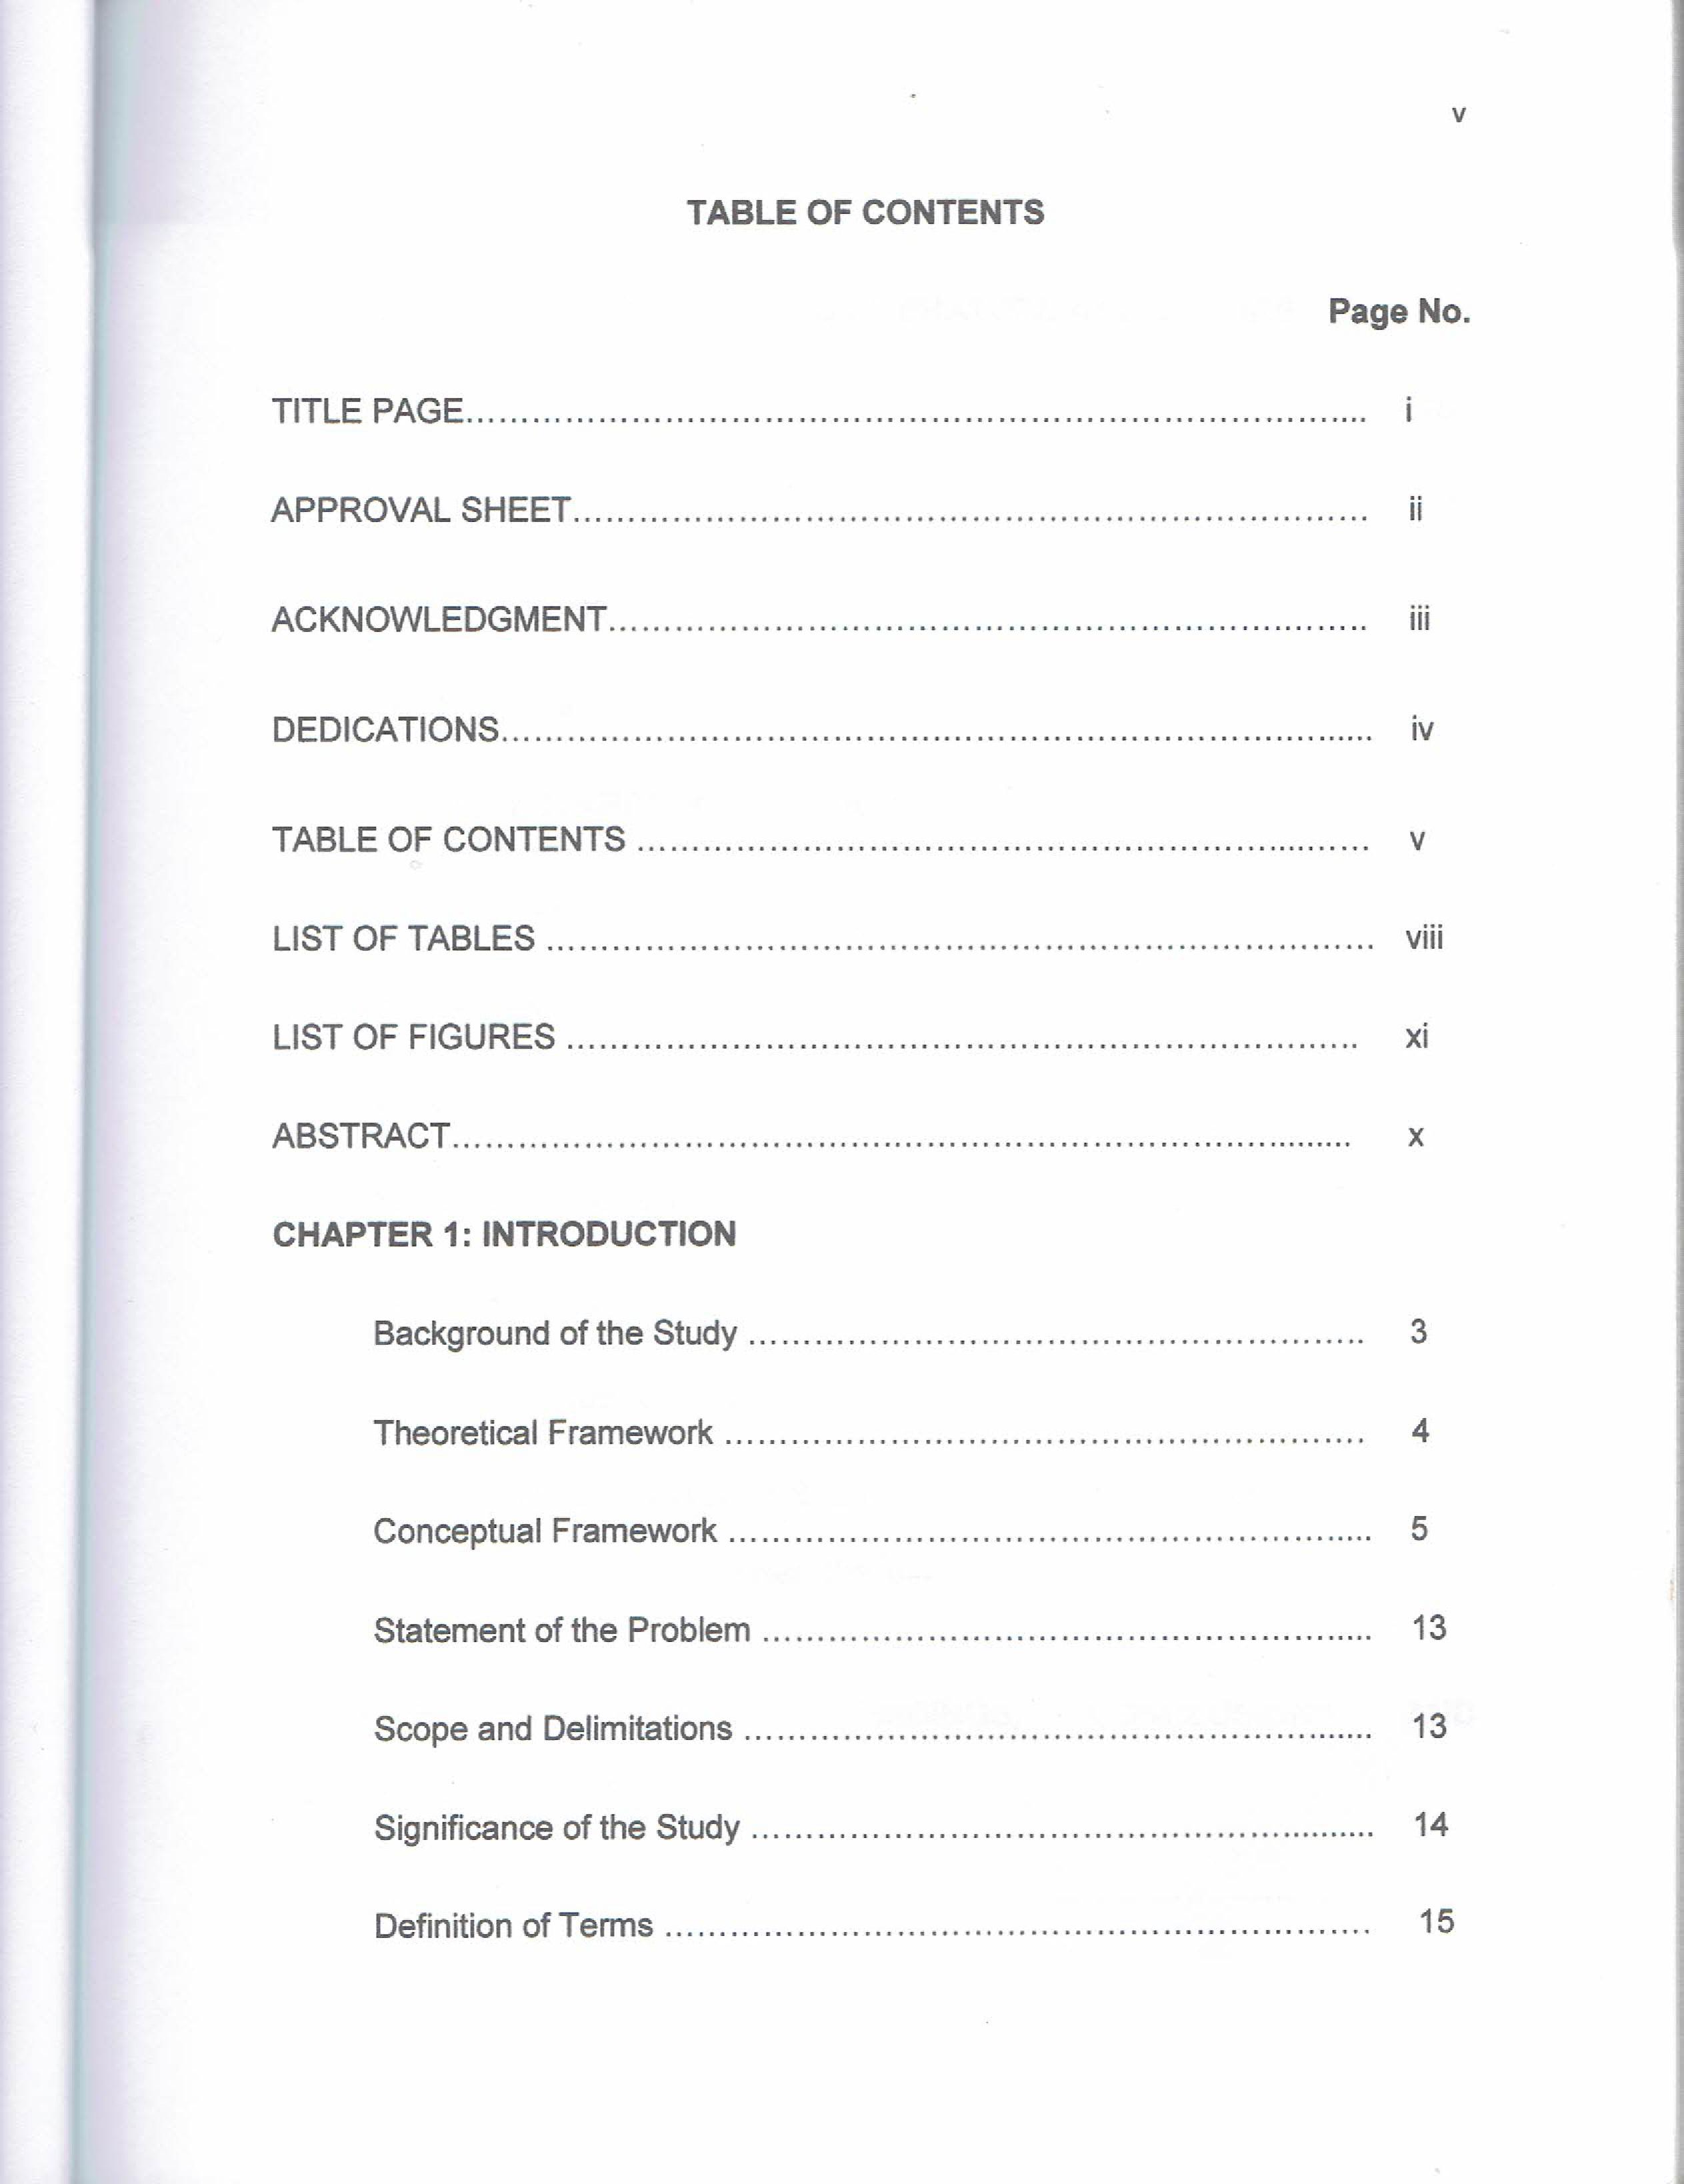 v
TABLE OF CONTENTS
Page No.
TITLE PAGE.......................................................................................... i
APPROVAL SHEET............................................................................... ii
ACKNOWLEDGMENT........................................................................... iii
DEDICATIONS...................................................................................... iv
TABLE OF CONTENTS ......................................................................... v
LIST OF TABLES .................................................................................. viii
LIST OF FIGURES ................................................................................ xi
ABSTRACT........................................................................................... x
CHAPTER 1: INTRODUCTION
Background of the Study ............................................................ 3
Theoretical Framework ............................................................... 4
Conceptual Framework ............................................................... 5
Statement of the Problem ........................................................... 13
Scope and Delimitations ............................................................. 13
Significance of the Study ............................................................ 14
Definition of Terms ..................................................................... 15